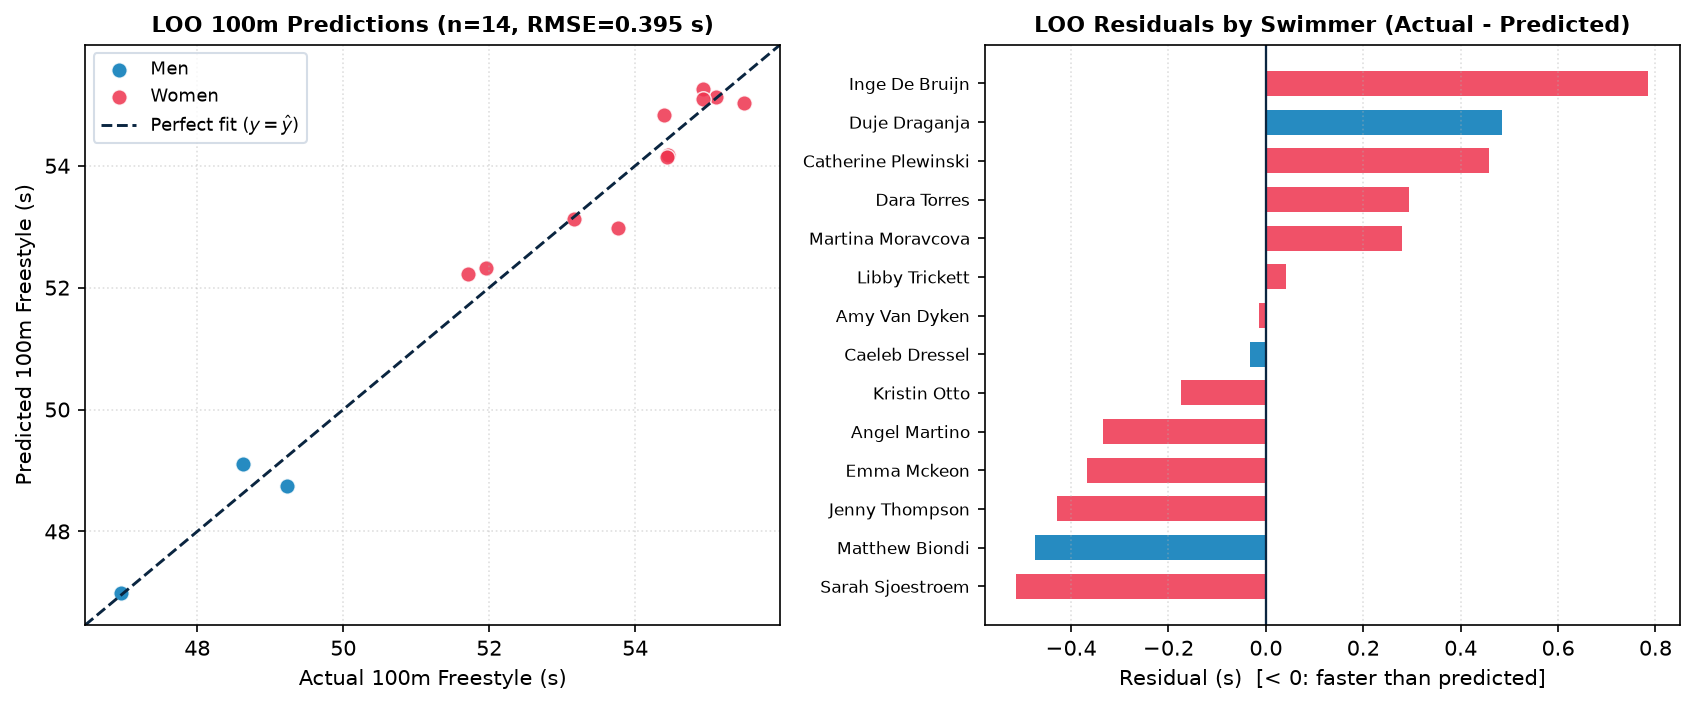 LOO 100m Predictions (n=14, RMSE=0.395 s)
Men
Women
Perfect fit (y = ŷ)
Predicted 100m Freestyle (s)
54
52
50
48
48
50
52
54
Actual 100m Freestyle (s)
LOO Residuals by Swimmer (Actual - Predicted)
Inge De Bruijn
Duje Draganja
Catherine Plewinski
Dara Torres
Martina Moravcova
Libby Trickett
Amy Van Dyken
Caeleb Dressel
Kristin Otto
Angel Martino
Emma Mckeon
Jenny Thompson
Matthew Biondi
Sarah Sjoestroem
−0.4
−0.2
0.0
0.2
0.4
0.6
0.8
Residual (s)  [< 0: faster than predicted]